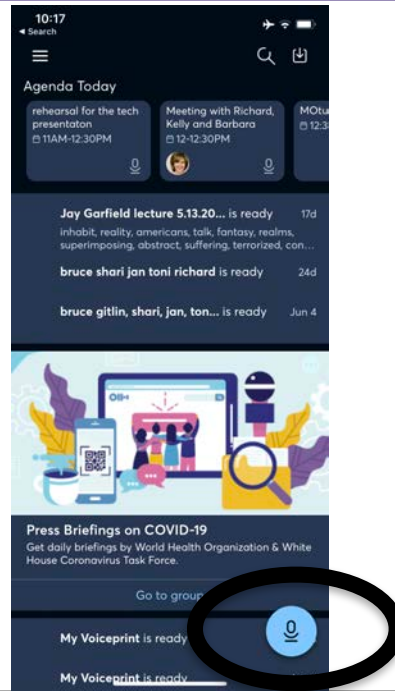 10:17
◀ Search
Agenda Today
rehearsal for the tech
presentaton
11AM-12:30PM
Meeting with Richard,
Kelly and Barbara
12-12:30PM
MOtu
12:3
Jay Garfield lecture 5.13.20... is ready 17d
inhabit, reality, americans, talk, fantasy, realms,
superimposing, abstract, suffering, terrorized, con...
bruce shari jan toni richard is ready 24d
bruce gitlin, shari, jan, ton... is ready Jun 4
Press Briefings on COVID-19
Get daily briefings by World Health Organization & White
House Coronavirus Task Force.
Go to group
My Voiceprint is ready
My Voiceprint is ready